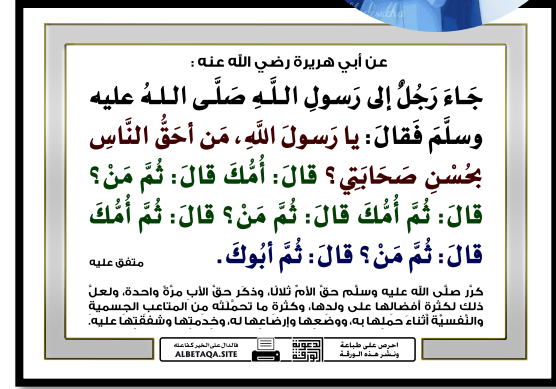 عن أبي هريرة رضي الله عنه :
جَاءَ رَجُلٌ إلى رَسولِ اللَّهِ صَلَّى اللهُ عليه
وسلَّمَ فَقالَ: يا رَسولَ اللَّهِ، مَن أحَقُّ النَّاسِ
بحُسْنِ صَحَابَتِي؟ قالَ: أُمُّكَ قالَ: ثُمَّ مَنْ؟
قالَ: ثُمَّ أُمُّكَ قالَ: ثُمَّ مَنْ؟ قالَ: ثُمَّ أُمُّكَ
قالَ: ثُمَّ مَنْ؟ قالَ: ثُمَّ أبُوكَ.
متفق عليه
كرّر صلّى الله عليه وسلّم حقّ الأمّ ثلاثًا، وذكَر حقّ الأب مرّةً واحدة، ولعلّ
ذلك لكثرة أفضالها على ولدها، وكثرة ما تحمّلتْه من المتاعب الجسمية
والنّفسيّة أثناءَ حملها به، ووضعها وإرضاعها له، وخدمتها وشفقتها عليه.
احرص على طباعة
ونشر هذه الورقة
فالدال على الخير كفاعله
ALBETAQA.SITE